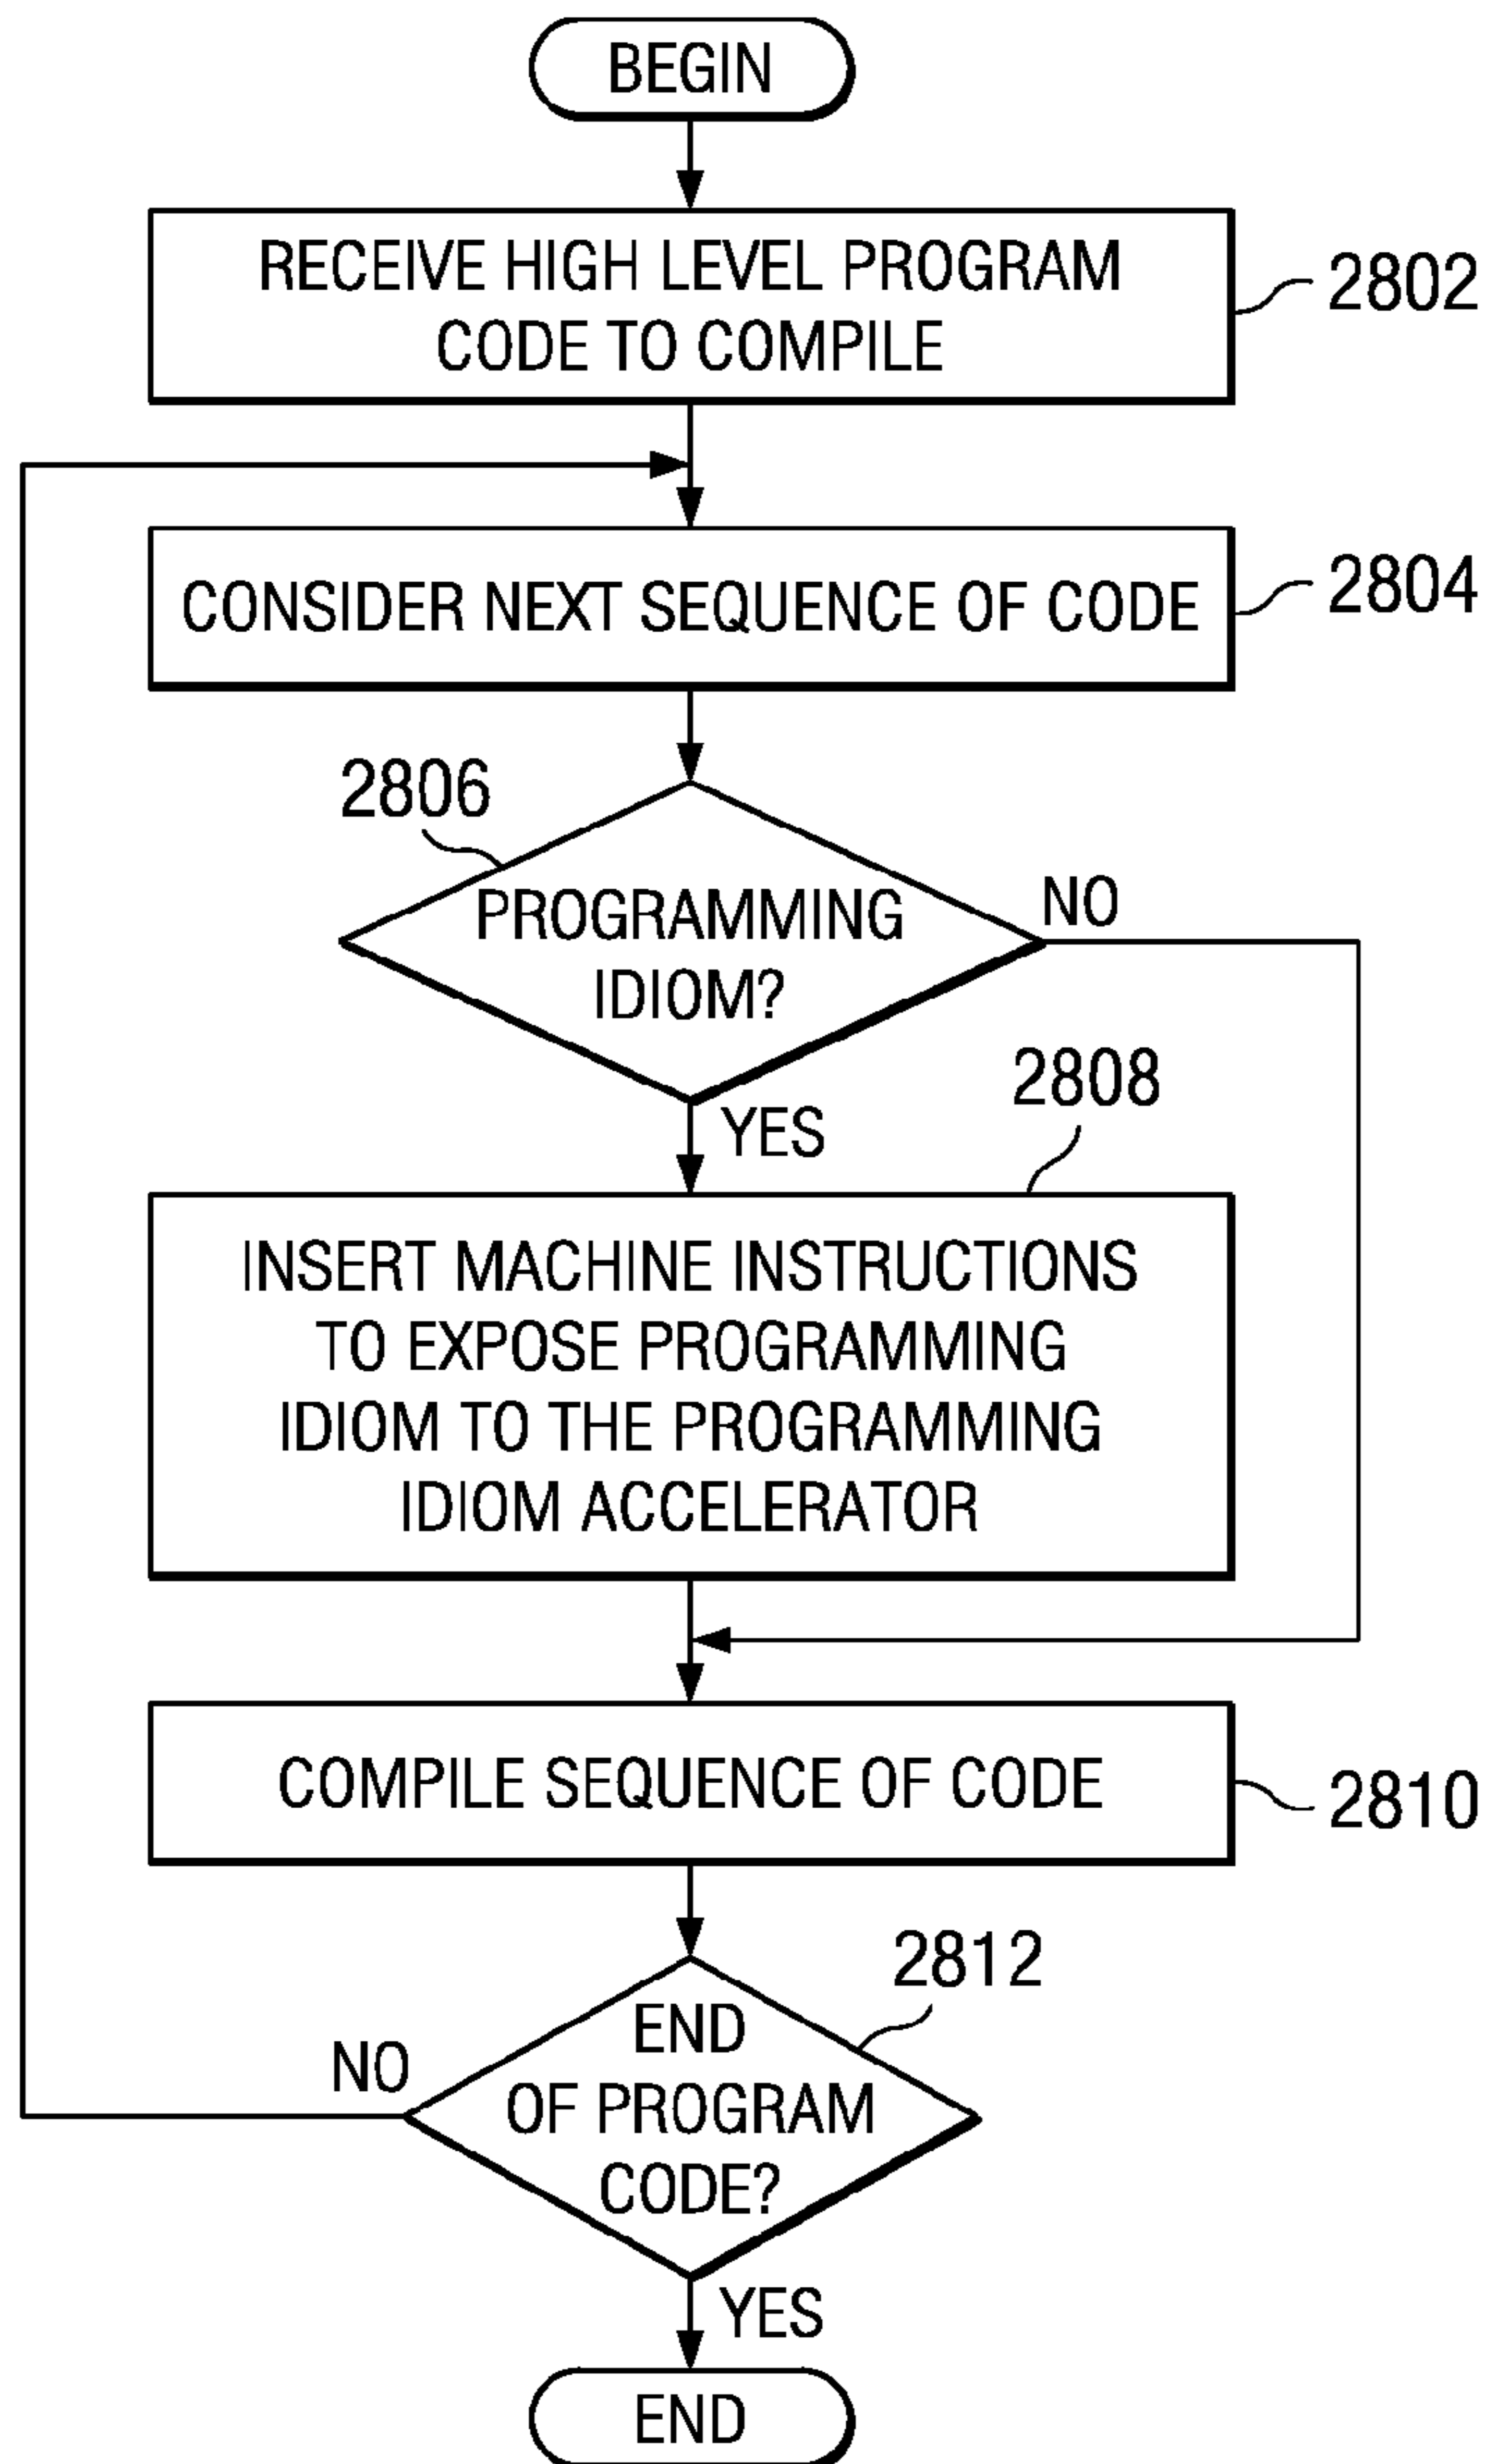 BEGIN
RECEIVE HIGH LEVEL PROGRAM
CODE TO COMPILE
2802
CONSIDER NEXT SEQUENCE OF CODE
2804
2806
PROGRAMMING
IDIOM?
NO
YES
2808
INSERT MACHINE INSTRUCTIONS
TO EXPOSE PROGRAMMING
IDIOM TO THE PROGRAMMING
IDIOM ACCELERATOR
COMPILE SEQUENCE OF CODE
2810
2812
END
OF PROGRAM
CODE?
NO
YES
END